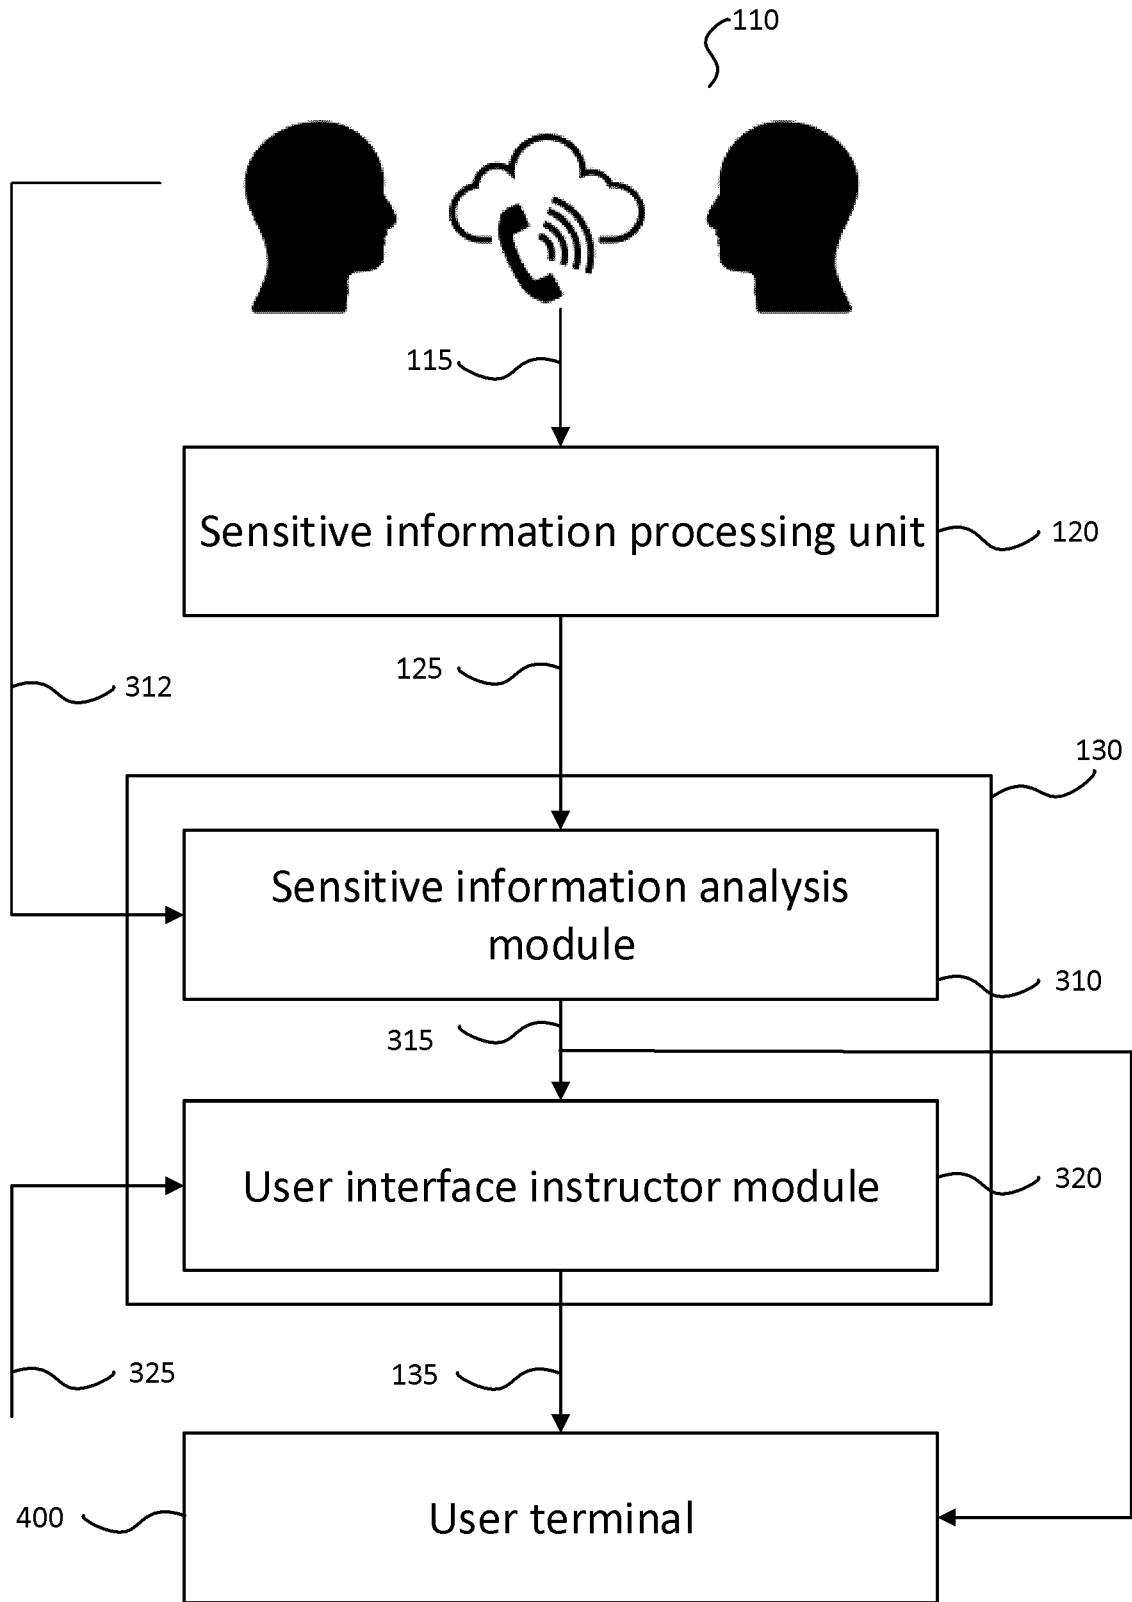 110
115
Sensitive information processing unit
120
125
312
130
Sensitive information analysis
module
310
315
User interface instructor module
320
325
135
400
User terminal